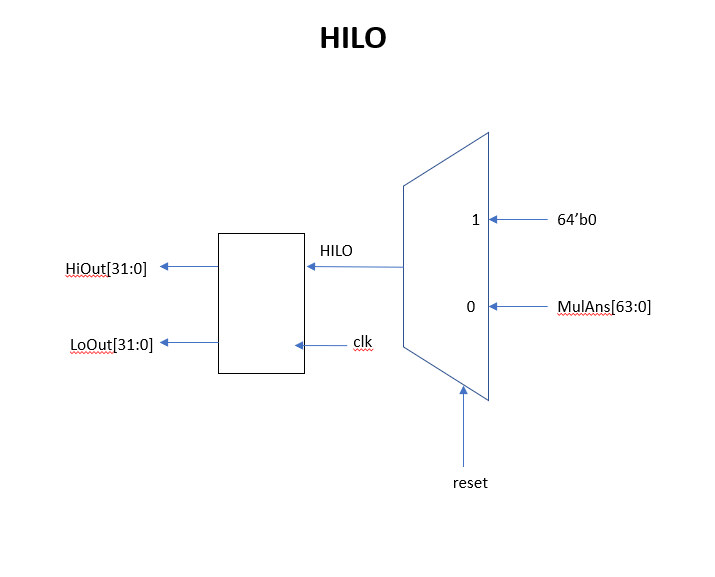 HILO
1
64’b0
HILO
HiOut[31:0]
0
MulAns[63:0]
LoOut[31:0]
clk
reset